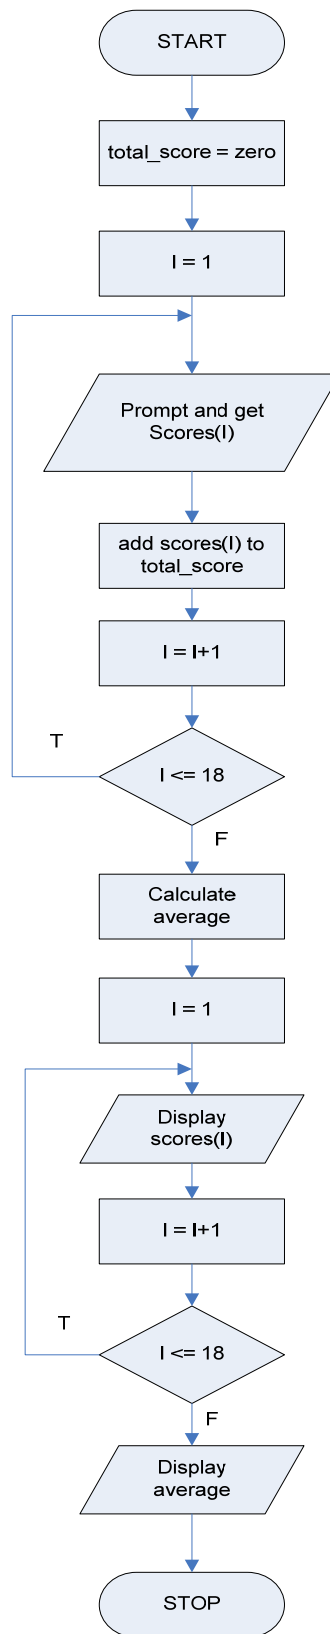 START
total_score = zero
I = 1
Prompt and get
Scores(I)
add scores(I) to
total_score
I = I+1
T
I <= 18
F
Calculate
average
I = 1
Display
scores(I)
I = I+1
T
I <= 18
F
Display
average
STOP